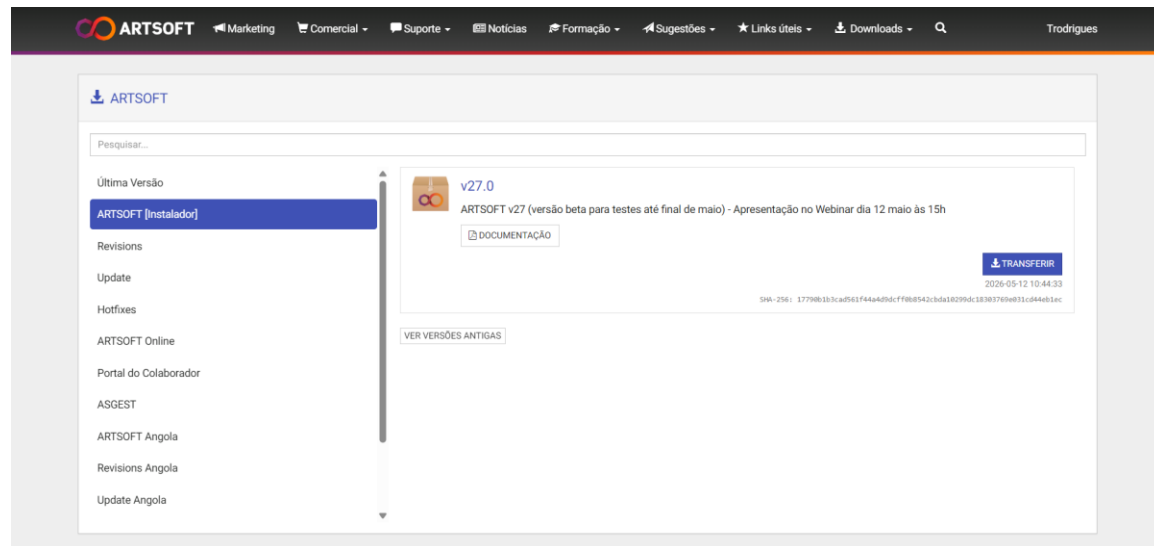 ARTSOFT Marketing Comercial Suporte Notícias Formação Sugestões Links úteis Downloads Trodrigues
ARTSOFT
Pesquisar...
Última Versão
ARTSOFT [Instalador]
Revisions
Update
Hotfixes
ARTSOFT Online
Portal do Colaborador
ASGEST
ARTSOFT Angola
Revisions Angola
Update Angola
v27.0
ARTSOFT v27 (versão beta para testes até final de maio) - Apresentação no Webinar dia 12 maio às 15h
DOCUMENTAÇÃO
TRANSFERIR
2026-05-12 10:44:33
SHA-256:
VER VERSÕES ANTIGAS